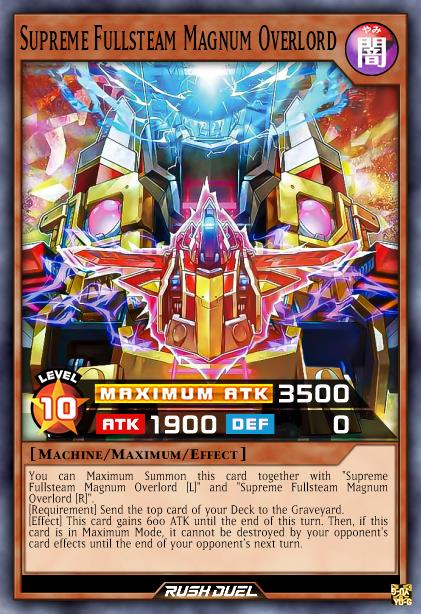 Supreme Fullsteam Magnum Overlord
やみ
闇
LEVEL
10
MAXIMUM ATK 3500
ATK 1900 DEF 0
[Machine/Maximum/Effect]
You can Maximum Summon this card together with "Supreme
Fullsteam Magnum Overlord [L]" and "Supreme Fullsteam Magnum
Overlord [R]".
[Requirement] Send the top card of your Deck to the Graveyard.
[Effect] This card gains 600 ATK until the end of this turn. Then, if this
card is in Maximum Mode, it cannot be destroyed by your opponent's
card effects until the end of your opponent's next turn.
RUSH DUEL